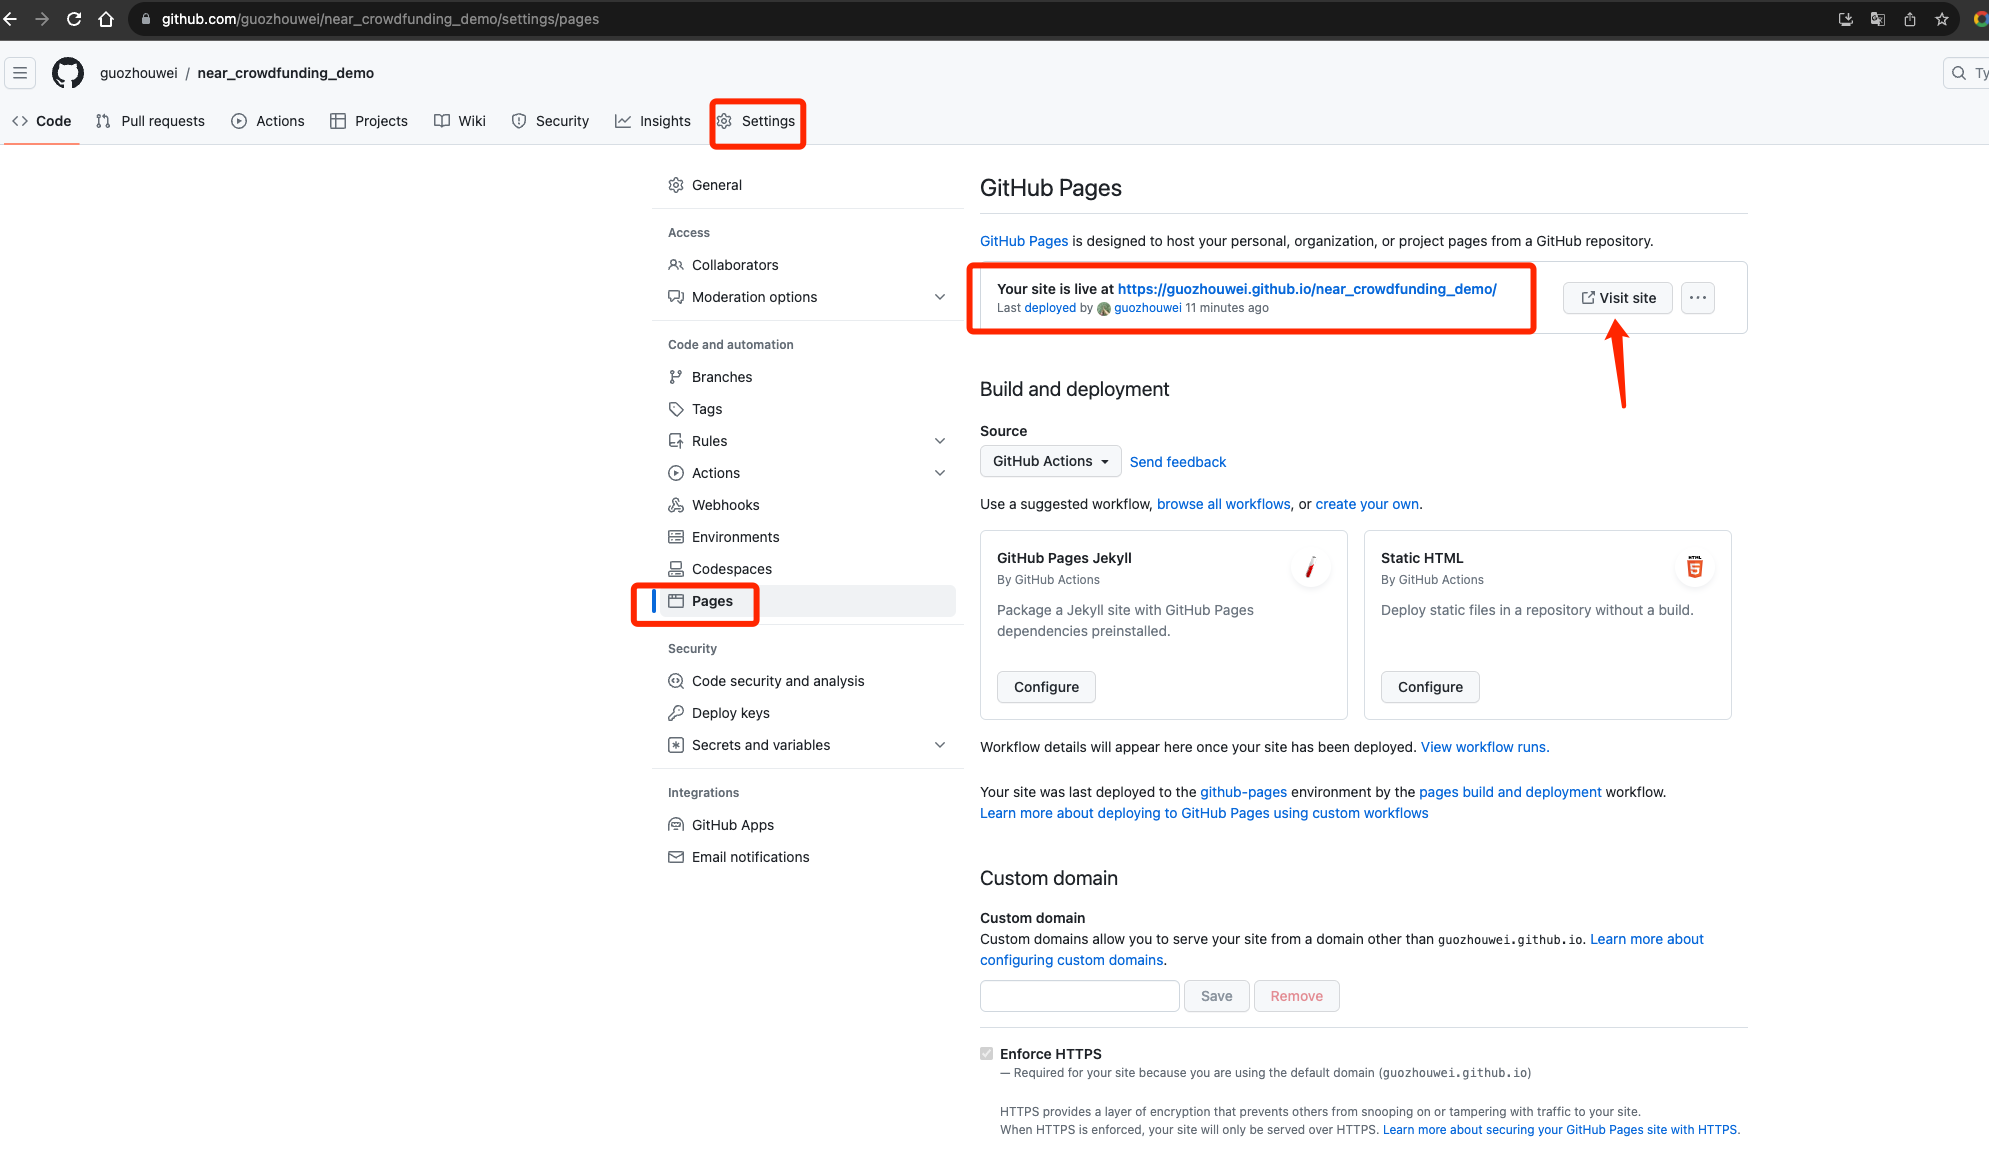 github.com/guozhouwei/near_crowdfunding_demo/settings/pages
guozhouwei / near_crowdfunding_demo
Ty
Code Pull requests Actions Projects Wiki Security Insights Settings
General
Access
Collaborators
Moderation options
Code and automation
Branches
Tags
Rules
Actions
Webhooks
Environments
Codespaces
Pages
Security
Code security and analysis
Deploy keys
Secrets and variables
Integrations
GitHub Apps
Email notifications
GitHub Pages
GitHub Pages is designed to host your personal, organization, or project pages from a GitHub repository.
Your site is live at https://guozhouwei.github.io/near_crowdfunding_demo/
Last deployed by guozhouwei 11 minutes ago
Visit site
Build and deployment
Source
GitHub Actions Send feedback
Use a suggested workflow, browse all workflows, or create your own.
GitHub Pages Jekyll
By GitHub Actions
Package a Jekyll site with GitHub Pages
dependencies preinstalled.
Configure
HTML
5
Static HTML
By GitHub Actions
Deploy static files in a repository without a build.
Configure
Workflow details will appear here once your site has been deployed. View workflow runs.
Your site was last deployed to the github-pages environment by the pages build and deployment workflow.
Learn more about deploying to GitHub Pages using custom workflows
Custom domain
Custom domain
Custom domains allow you to serve your site from a domain other than guozhouwei.github.io. Learn more about
configuring custom domains.
Save Remove
Enforce HTTPS
— Required for your site because you are using the default domain (guozhouwei.github.io)
HTTPS provides a layer of encryption that prevents others from snooping on or tampering with traffic to your site.
When HTTPS is enforced, your site will only be served over HTTPS. Learn more about securing your GitHub Pages site with HTTPS.